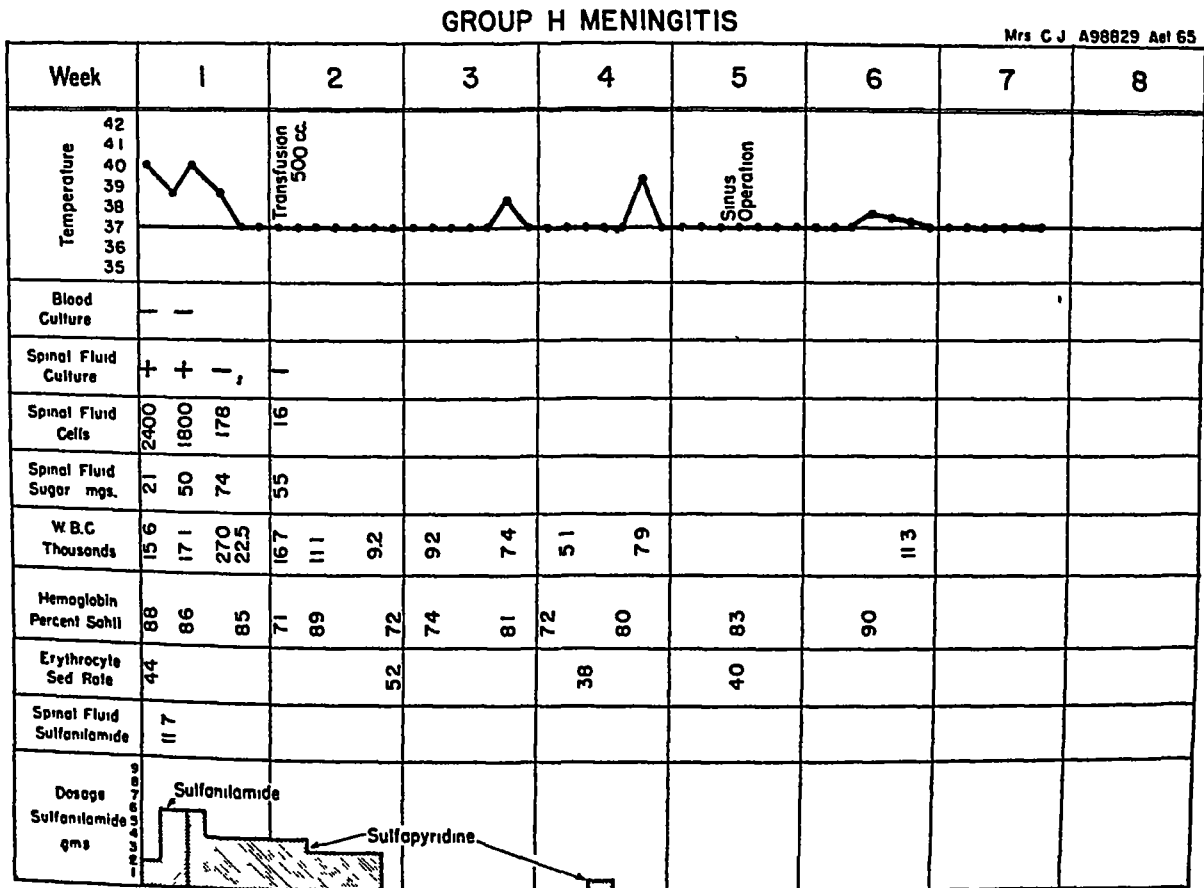 GROUP H MENINGITIS
Mrs C J A98829 Aet 65
Week 1 2 3 4 5 6 7 8
Temperature
42
41
40
39
38
37
36
35
Transfusion
500 cc.
Sinus
Operation
Blood
Culture
— —
Spinal Fluid
Culture
+ + — —
Spinal Fluid
Cells
2400 1800 178 16
Spinal Fluid
Sugar mgs.
21 50 74 55
W.B.C
Thousands
15 6 17 1 27 0 22.5 16 7 11 1 9.2 9 2 7 4 5 1 7 9 11 3
Hemoglobin
Percent Sahli
88 86 85 71 89 72 74 81 72 80 83 90
Erythrocyte
Sed Rate
44 52 38 40
Spinal Fluid
Sulfanilamide
11 7
Dosage
Sulfanilamide
gms
9
8
7
6
5
4
3
2
1
Sulfanilamide
Sulfapyridine